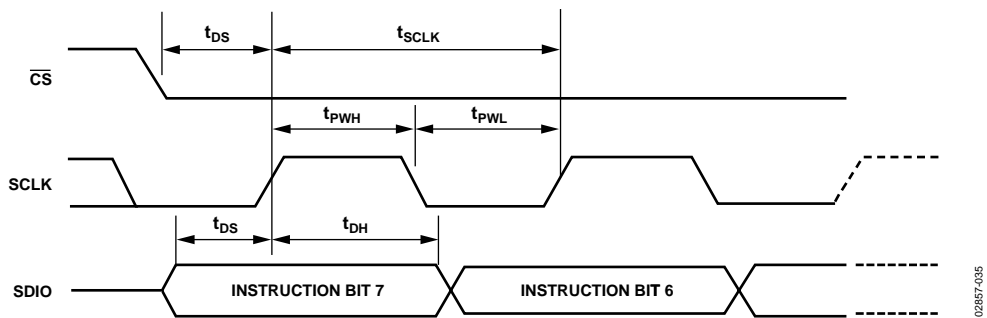 tDS
tSCLK
CS
tPWH
tPWL
SCLK
tDS
tDH
SDIO
INSTRUCTION BIT 7
INSTRUCTION BIT 6
02857-035